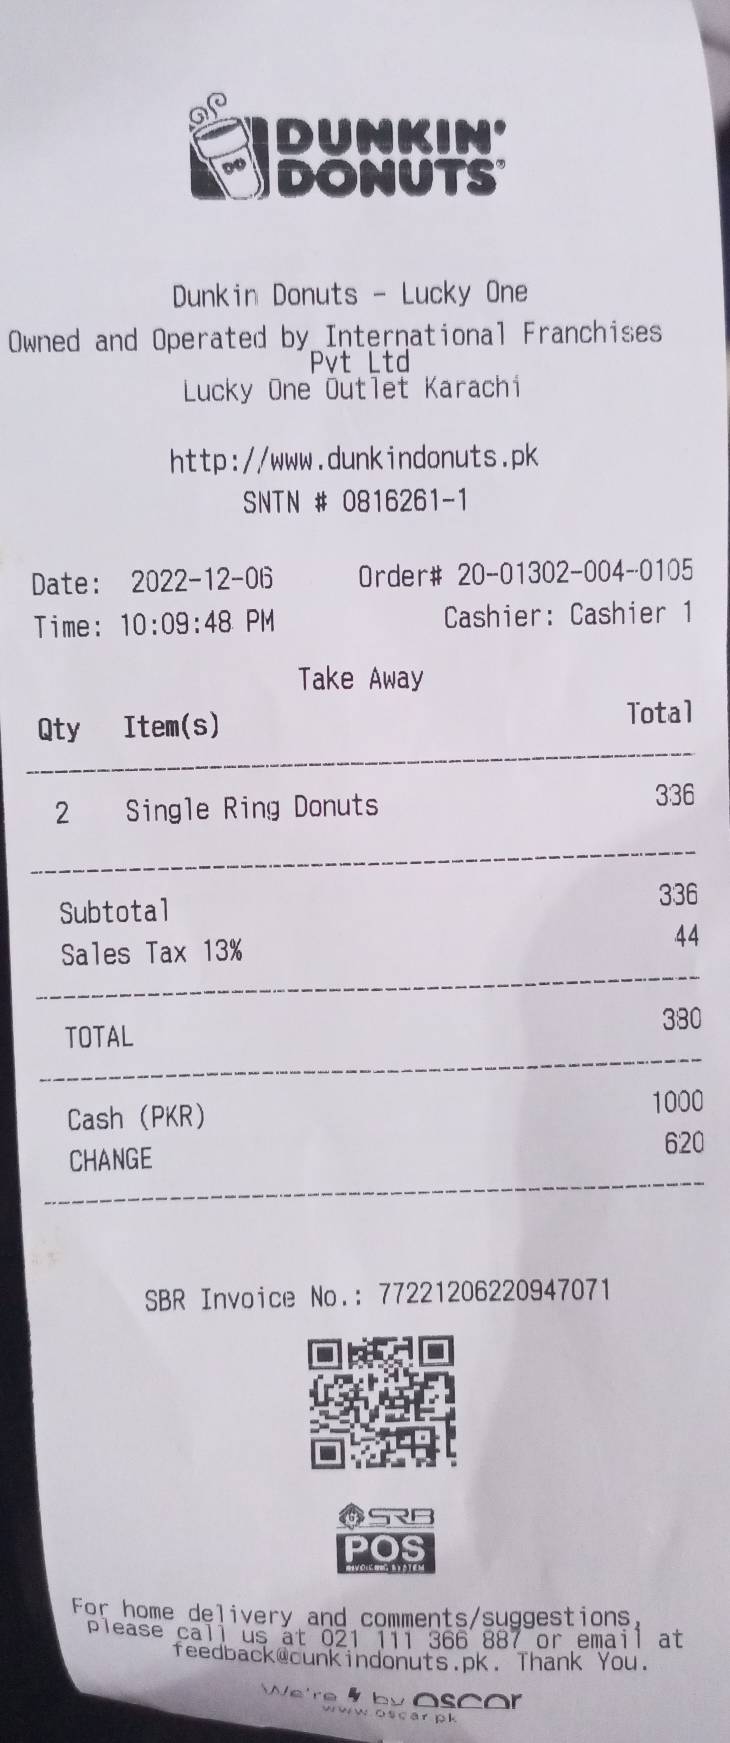 DUNKIN'
DONUTS
Dunkin Donuts - Lucky One
Owned and Operated by International Franchises
Pvt Ltd
Lucky One Outlet Karachi
http://www.dunkindonuts.pk
SNTN # 0816261-1
Date: 2022-12-06 Order# 20-01302-004-0105
Time: 10:09:48 PM Cashier: Cashier 1
Take Away
Qty Item(s) Total
2 Single Ring Donuts 336
Subtotal 336
Sales Tax 13% 44
TOTAL 380
Cash (PKR) 1000
CHANGE 620
SBR Invoice No.: 77221206220947071
SRB
POS
INVOICING SYSTEM
For home delivery and comments/suggestions,
please call us at 021 111 366 887 or email at
feedback@cunkindonuts.pk. Thank You.
We're by oscar
www.oscar.pk